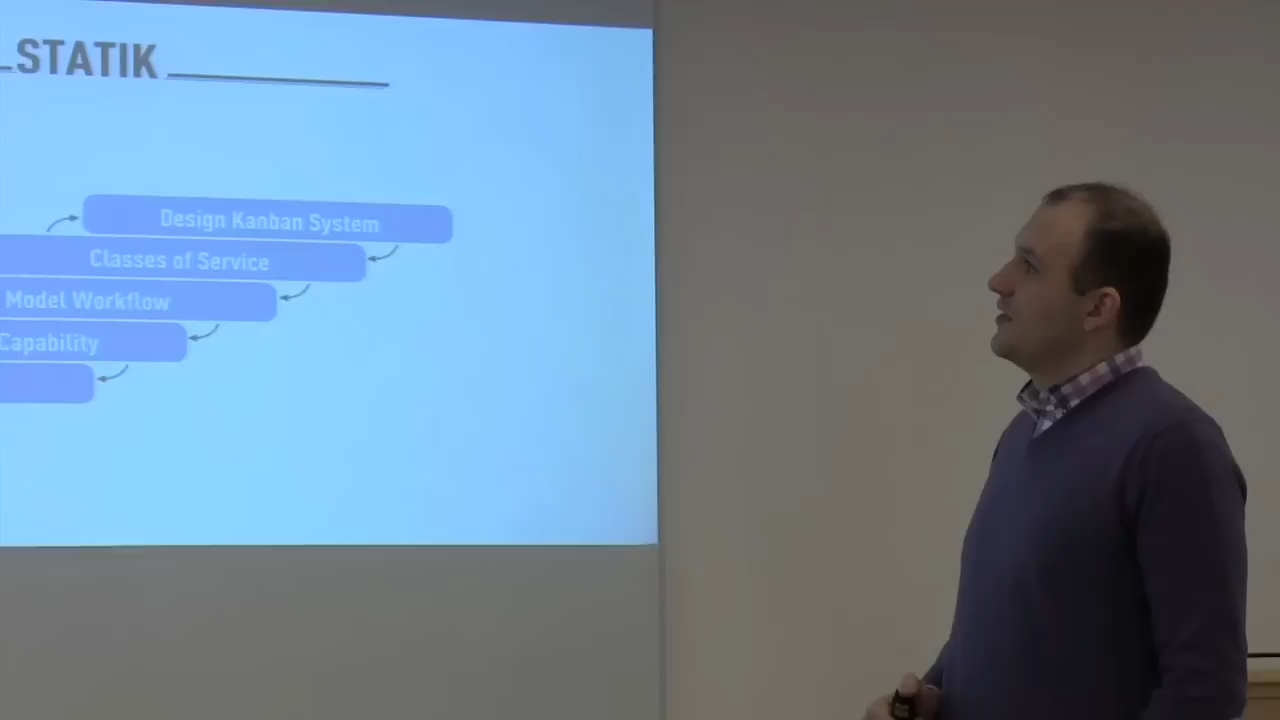 STATIK
Design Kanban System
Classes of Service
Model Workflow
Capability